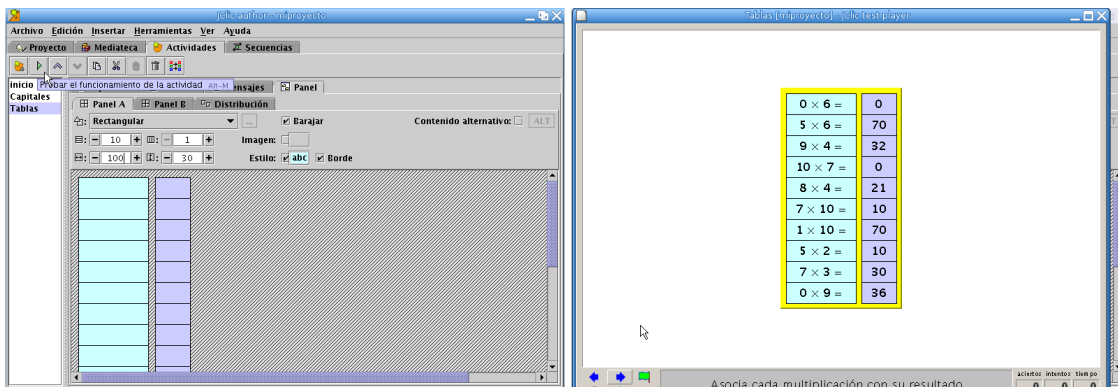 JClic author - miproyecto
Archivo Edición Insertar Herramientas Ver Ayuda
Proyecto Mediateca Actividades Secuencias
inicio
Probar el funcionamiento de la actividad Alt-M
ensajes Panel
Capitales
Tablas
Panel A Panel B Distribución
Rectangular ... Barajar Contenido alternativo: ALT
10 1 Imagen:
100 30 Estilo: abc Borde
Tablas [miproyecto] - JClic test player
0 × 6 = 0
5 × 6 = 70
9 × 4 = 32
10 × 7 = 0
8 × 4 = 21
7 × 10 = 10
1 × 10 = 70
5 × 2 = 10
7 × 3 = 30
0 × 9 = 36
Asocia cada multiplicación con su resultado
aciertos intentos tiempo
0 0 0